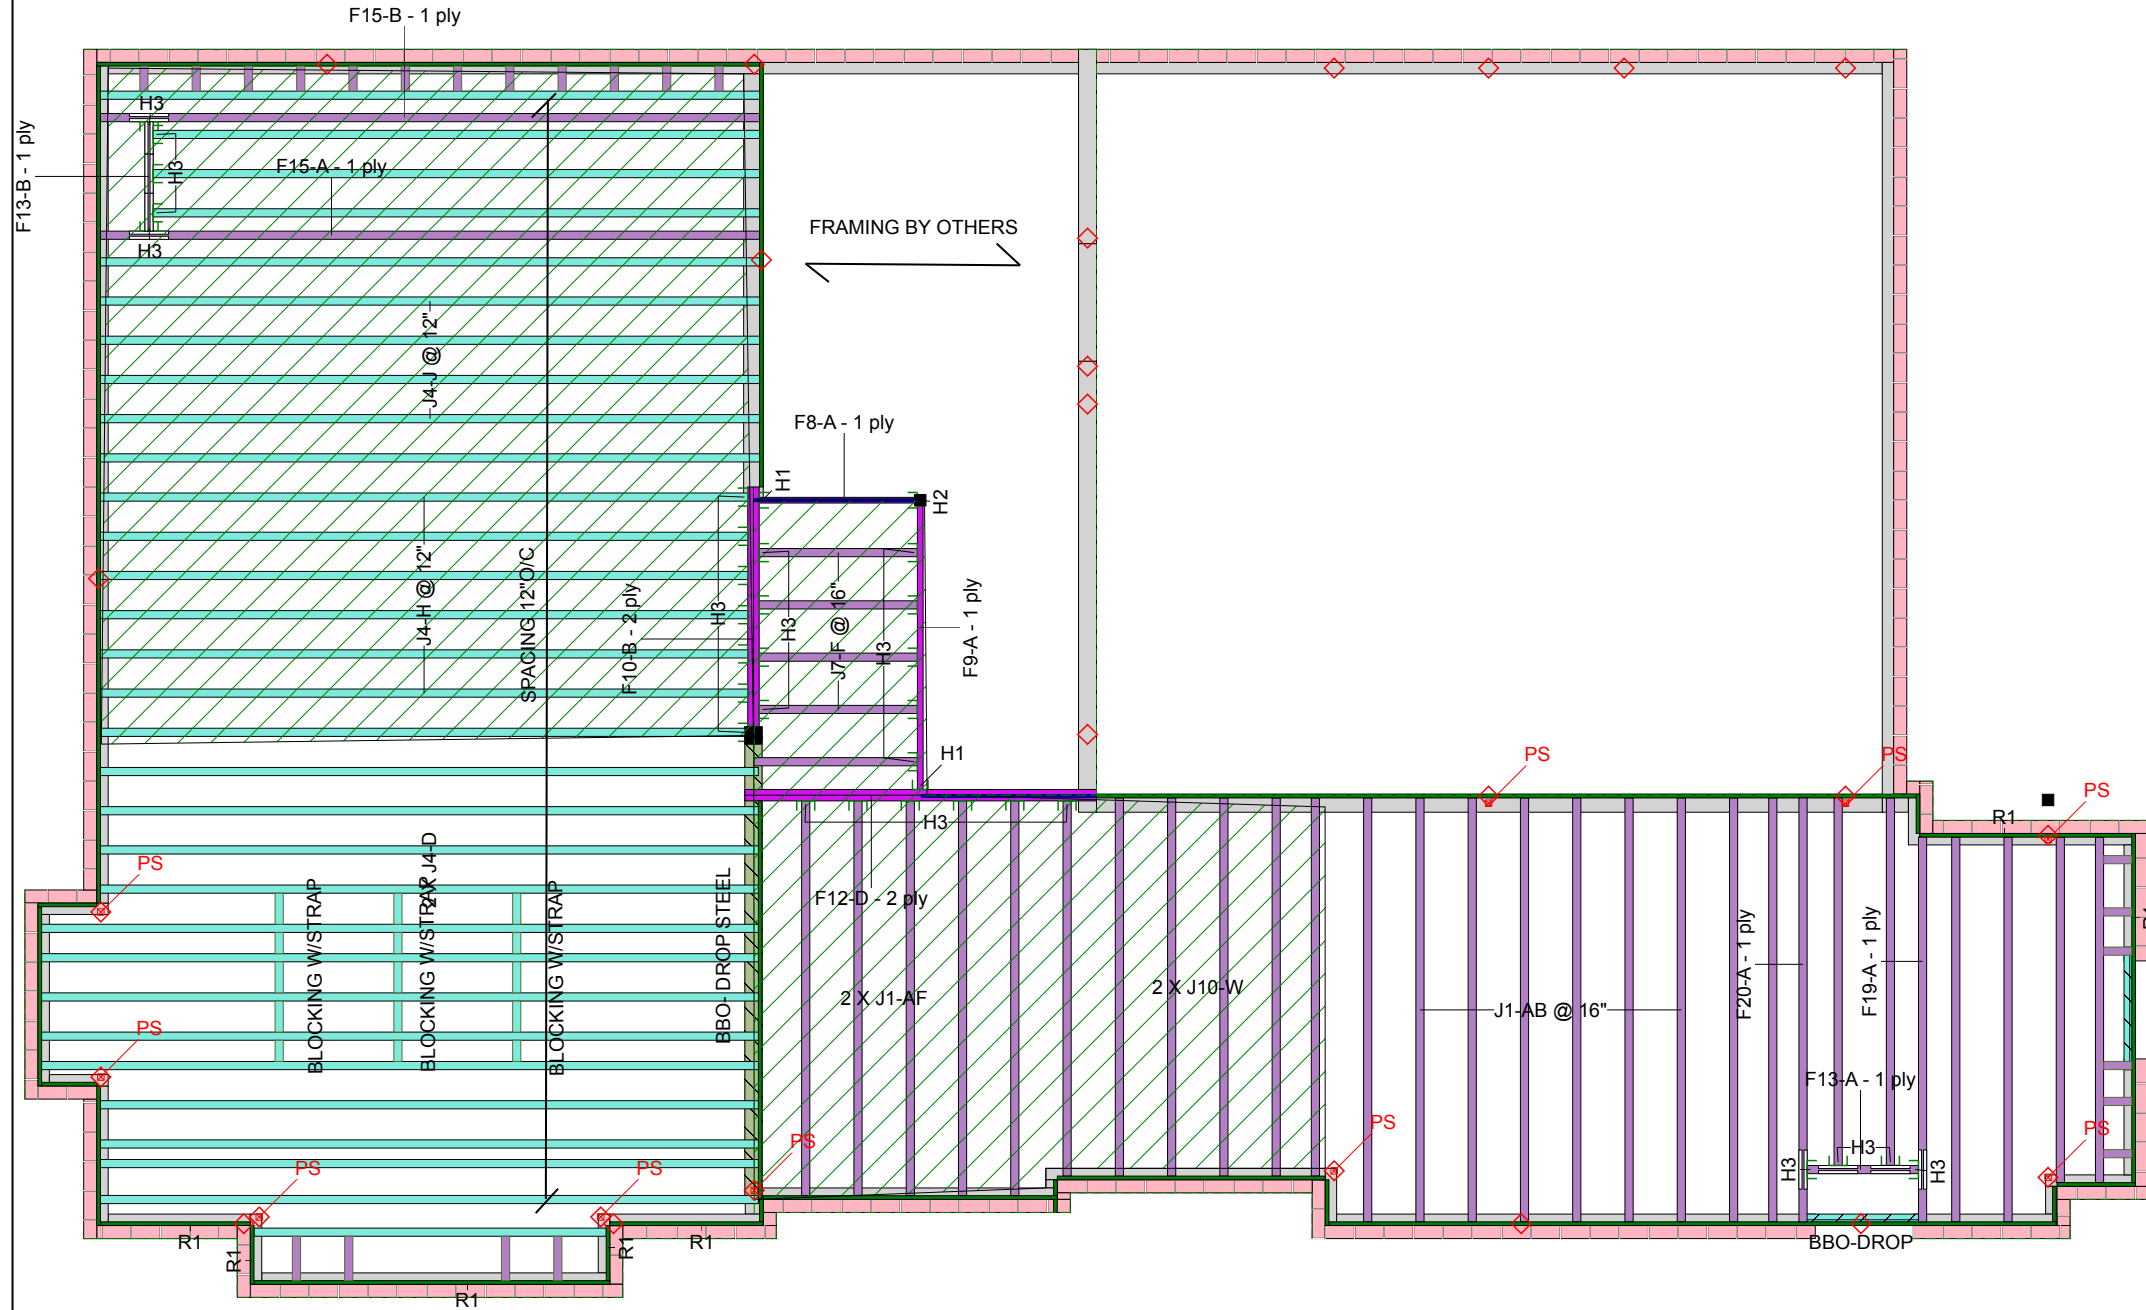 F15-B - 1 ply
F13-B - 1 ply
H3
H3
F15-A - 1 ply
H3
FRAMING BY OTHERS
J4-J @ 12"
F8-A - 1 ply
H1
H2
J4-H @ 12"
SPACING 12"O/C
F10-B - 2 ply
H3
H3
J7-F @ 16"
H3
F9-A - 1 ply
H1
PS
PS
PS
R1
H3
PS
2 X J4-D
BLOCKING W/STRAP
BLOCKING W/STRAP
BLOCKING W/STRAP
BBO- DROP STEEL
F12-D - 2 ply
2 X J1-AF
2 X J10-W
J1-AB @ 16"
F20-A - 1 ply
F19-A - 1 ply
PS
F13-A - 1 ply
PS
PS
PS
PS
PS
H3
H3
H3
BBO-DROP
R1
R1
R1
R1
R1